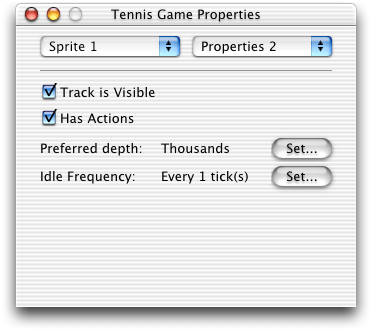 Tennis Game Properties
Sprite 1 Properties 2
Track is Visible
Has Actions
Preferred depth: Thousands Set...
Idle Frequency: Every 1 tick(s) Set...